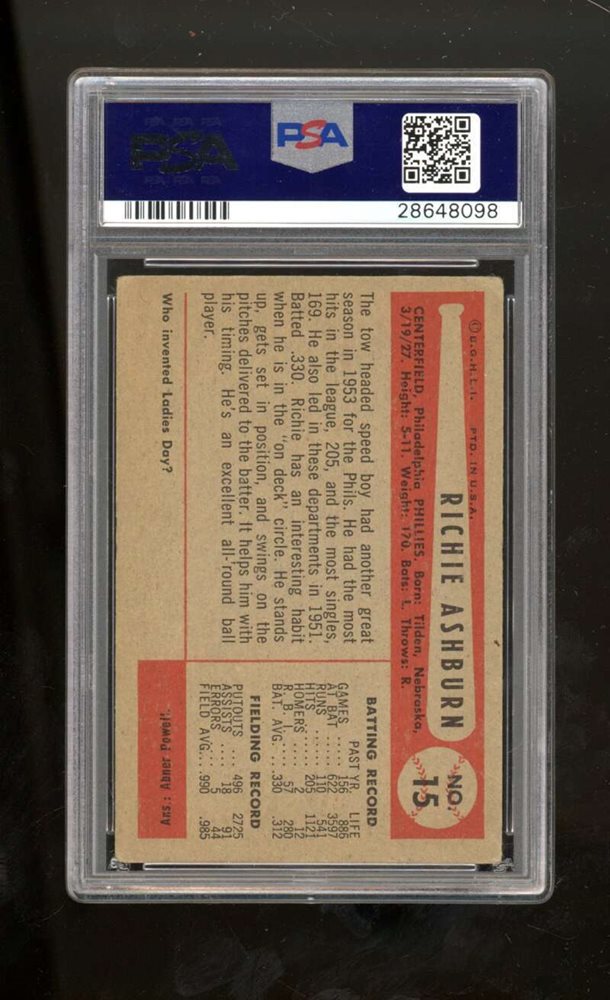 PSA
PSA
28648098
© B.G.H.L.I. PTD. IN U.S.A.
RICHIE ASHBURN
NO. 15
CENTERFIELD, Philadelphia PHILLIES, Born: Tilden, Nebraska,
3/19/27. Height: 5-11. Weight: 170. Bats: L. Throws: R.
The tow headed speed boy had another great
season in 1953 for the Phils. He had the most
hits in the league, 205, and the most singles,
169. He also led in these departments in 1951.
Batted .330. Richie has an interesting habit
when he is in the "on deck" circle. He stands
up, gets set in position, and swings on the
pitches delivered to the batter. It helps him with
his timing. He's an excellent all-'round ball
player.
Who invented Ladies Day?
BATTING RECORD
PAST YR. LIFE
GAMES ..... 156 885
AT BAT .... 622 3597
RUNS ...... 110 541
HITS ...... 205 1121
HOMERS .... 2 12
R B I ..... 57 280
BAT. AVG. .. .330 .312
FIELDING RECORD
PUTOUTS ... 496 2725
ASSISTS .... 18 91
ERRORS .... 5 44
FIELD AVG... .990 .985
Ans: Abner Powell.